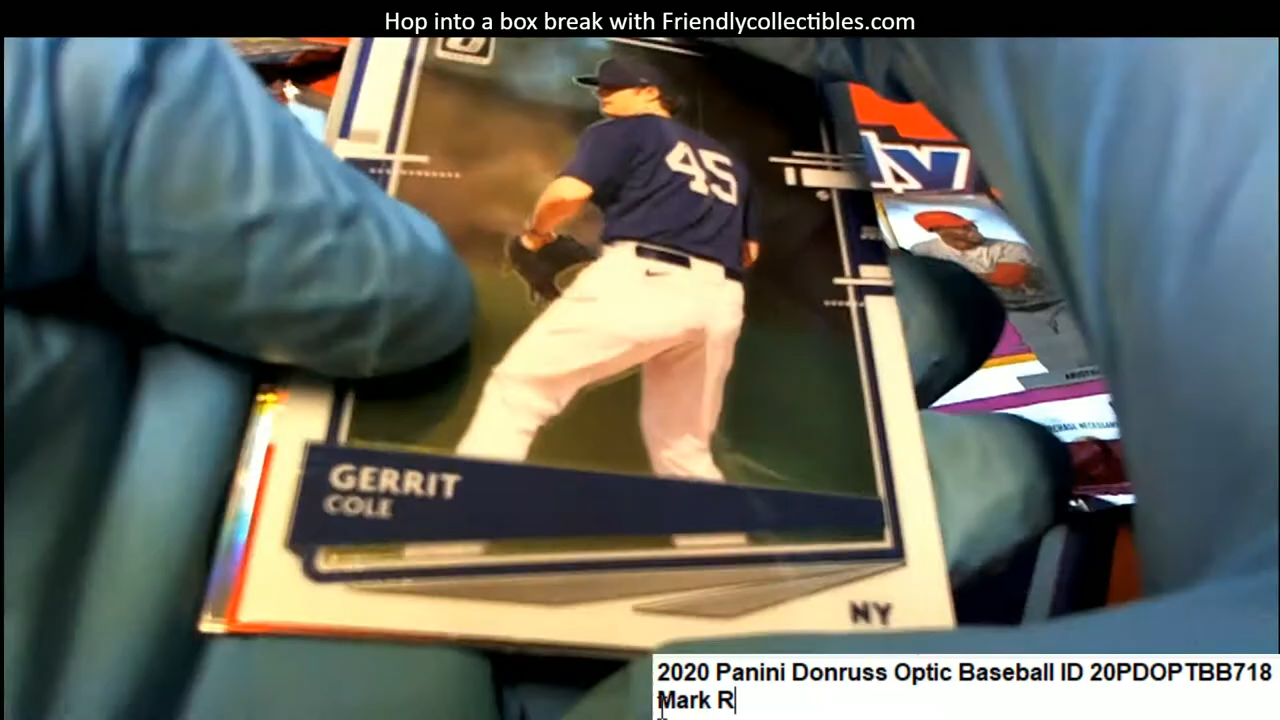 Hop into a box break with Friendlycollectibles.com
45
GERRIT
COLE
NY
2020 Panini Donruss Optic Baseball ID 20PDOPTBB718
Mark R